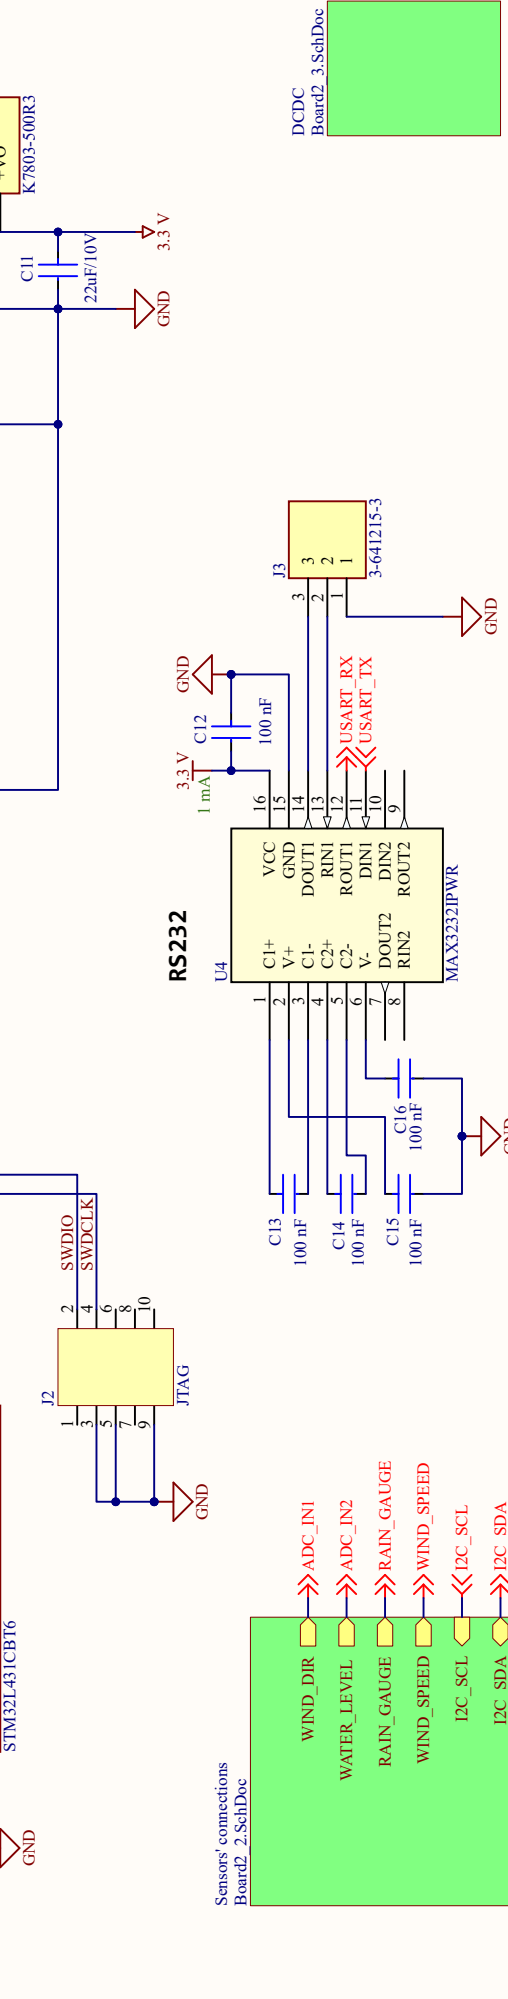 DCDC
Board2_3.SchDoc
+VO
K7803-500R3
C11
22uF/10V
3.3 V
GND
J3
3
2
1
3-641215-3
3
2
1
GND
GND
C12
100 nF
3.3 V
1 mA
USART_RX
USART_TX
16
15
14
13
12
11
10
9
RS232
U4
VCC
GND
DOUT1
RIN1
ROUT1
DIN1
DIN2
ROUT2
C1+
V+
C1-
C2+
C2-
V-
DOUT2
RIN2
MAX3232IPWR
1
2
3
4
5
6
7
8
C16
100 nF
GND
C13
100 nF
C14
100 nF
C15
100 nF
SWDIO
SWDCLK
2
4
6
8
10
J2
JTAG
1
3
5
7
9
GND
STM32L431CBT6
GND
Sensors' connections
Board2_2.SchDoc
WIND_DIR
ADC_IN1
WATER_LEVEL
ADC_IN2
RAIN_GAUGE
RAIN_GAUGE
WIND_SPEED
WIND_SPEED
I2C_SCL
I2C_SCL
I2C_SDA
I2C_SDA